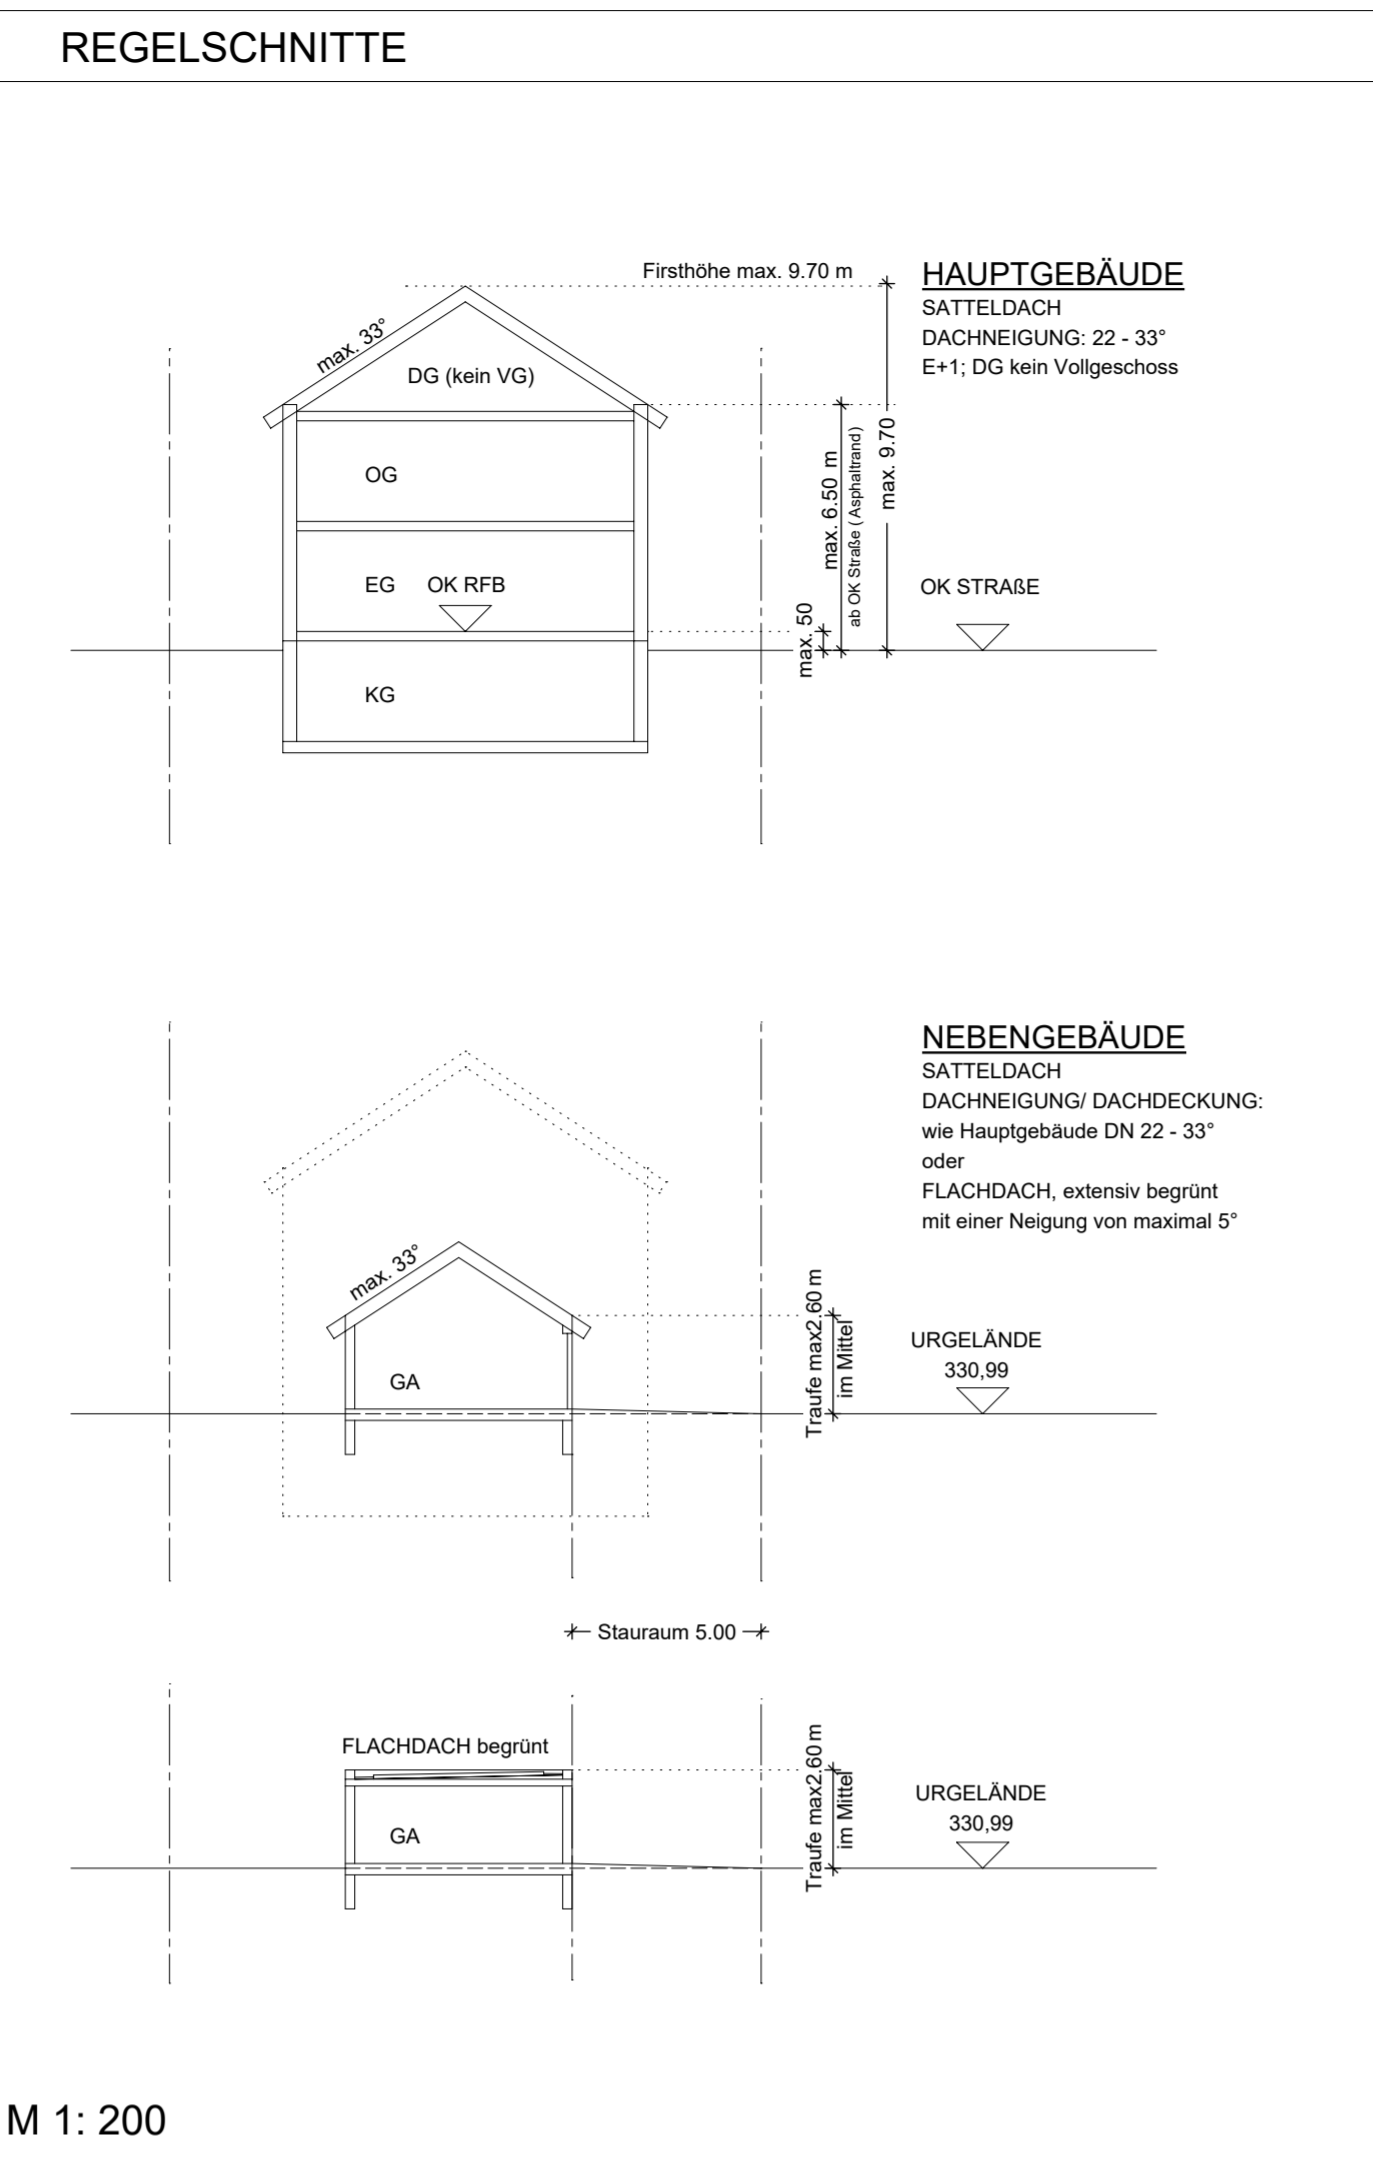 REGELSCHNITTE
Firsthöhe max. 9.70 m
HAUPTGEBÄUDE
SATTELDACH
DACHNEIGUNG: 22 - 33°
E+1; DG kein Vollgeschoss
max. 33°
DG (kein VG)
OG
EG
OK RFB
KG
max. 50
max. 6.50 m
ab OK Straße ( Asphaltrand )
max. 9.70
OK STRAßE
NEBENGEBÄUDE
SATTELDACH
DACHNEIGUNG/ DACHDECKUNG:
wie Hauptgebäude DN 22 - 33°
oder
FLACHDACH, extensiv begrünt
mit einer Neigung von maximal 5°
max. 33°
GA
Traufe max2.60 m
im Mittel
URGELÄNDE
330,99
Stauraum 5.00
FLACHDACH begrünt
GA
Traufe max2.60 m
im Mittel
URGELÄNDE
330,99
M 1: 200